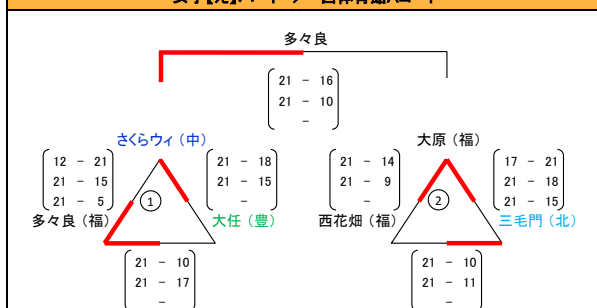 多々良
21 - 16
21 - 10
-
さくらウィ（中）
大原（福）
12 - 21
21 - 15
21 - 5
21 - 18
21 - 15
-
21 - 14
21 - 9
-
17 - 21
21 - 18
21 - 15
①
②
多々良（福）
大任（豊）
西花畑（福）
三毛門（北）
21 - 10
21 - 17
-
21 - 10
21 - 11
-